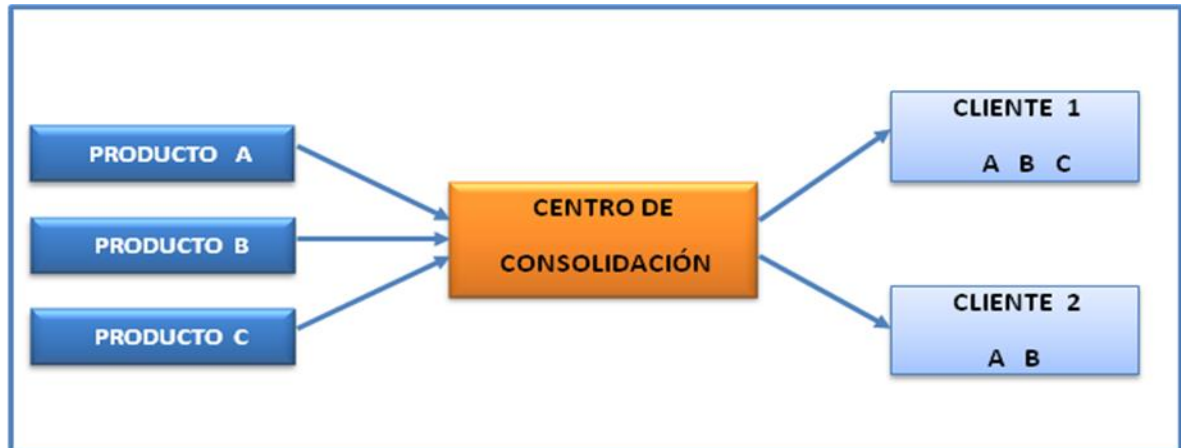 PRODUCTO A
PRODUCTO B
PRODUCTO C
CENTRO DE
CONSOLIDACIÓN
CLIENTE 1
A B C
CLIENTE 2
A B